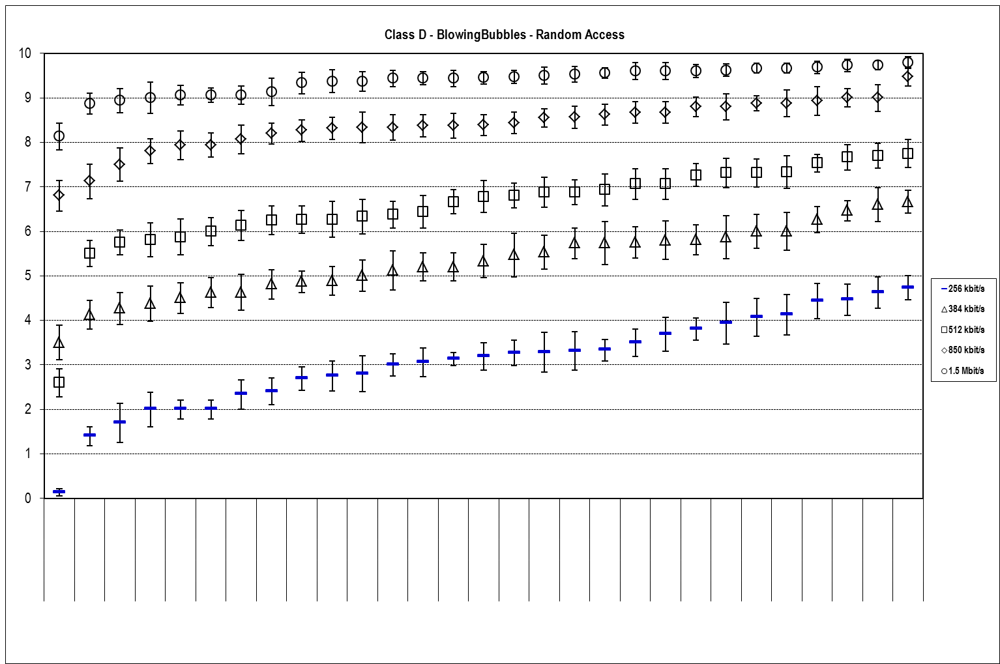 Class D - BlowingBubbles - Random Access
10
9
8
7
6
5
4
3
2
1
0
256 kbit/s
384 kbit/s
512 kbit/s
850 kbit/s
1.5 Mbit/s